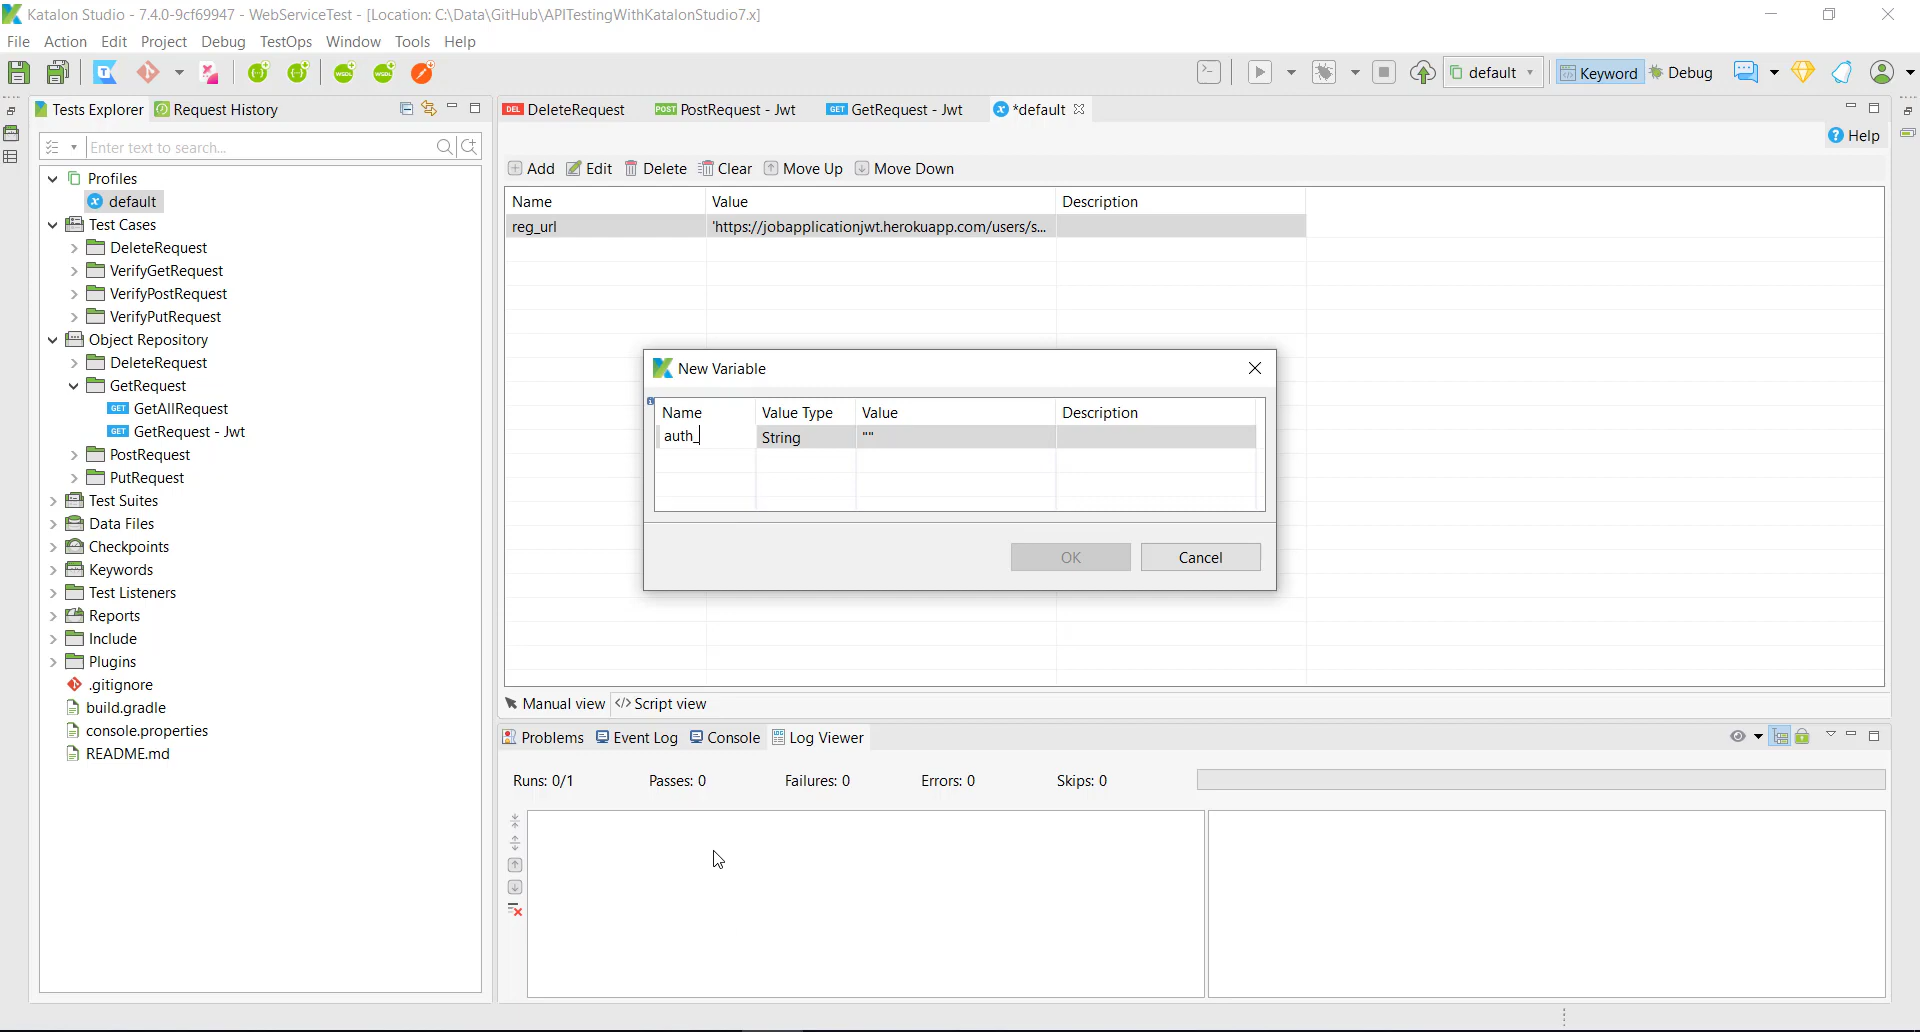 Katalon Studio - 7.4.0-9cf69947 - WebServiceTest - [Location: C:\Data\GitHub\APITestingWithKatalonStudio7.x]
File Action Edit Project Debug TestOps Window Tools Help
default Keyword Debug
Tests Explorer Request History
DEL DeleteRequest POST PostRequest - Jwt GET GetRequest - Jwt *default
Help
Enter text to search...
Add Edit Delete Clear Move Up Move Down
Profiles
default
Test Cases
DeleteRequest
VerifyGetRequest
VerifyPostRequest
VerifyPutRequest
Object Repository
DeleteRequest
GetRequest
GET GetAllRequest
GET GetRequest - Jwt
PostRequest
PutRequest
Test Suites
Data Files
Checkpoints
Keywords
Test Listeners
Reports
Include
Plugins
.gitignore
build.gradle
console.properties
README.md
Name Value Description
reg_url 'https://jobapplicationjwt.herokuapp.com/users/s...
New Variable
Name Value Type Value Description
auth_ String ""
OK Cancel
Manual view </> Script view
Problems Event Log Console Log Viewer
Runs: 0/1 Passes: 0 Failures: 0 Errors: 0 Skips: 0